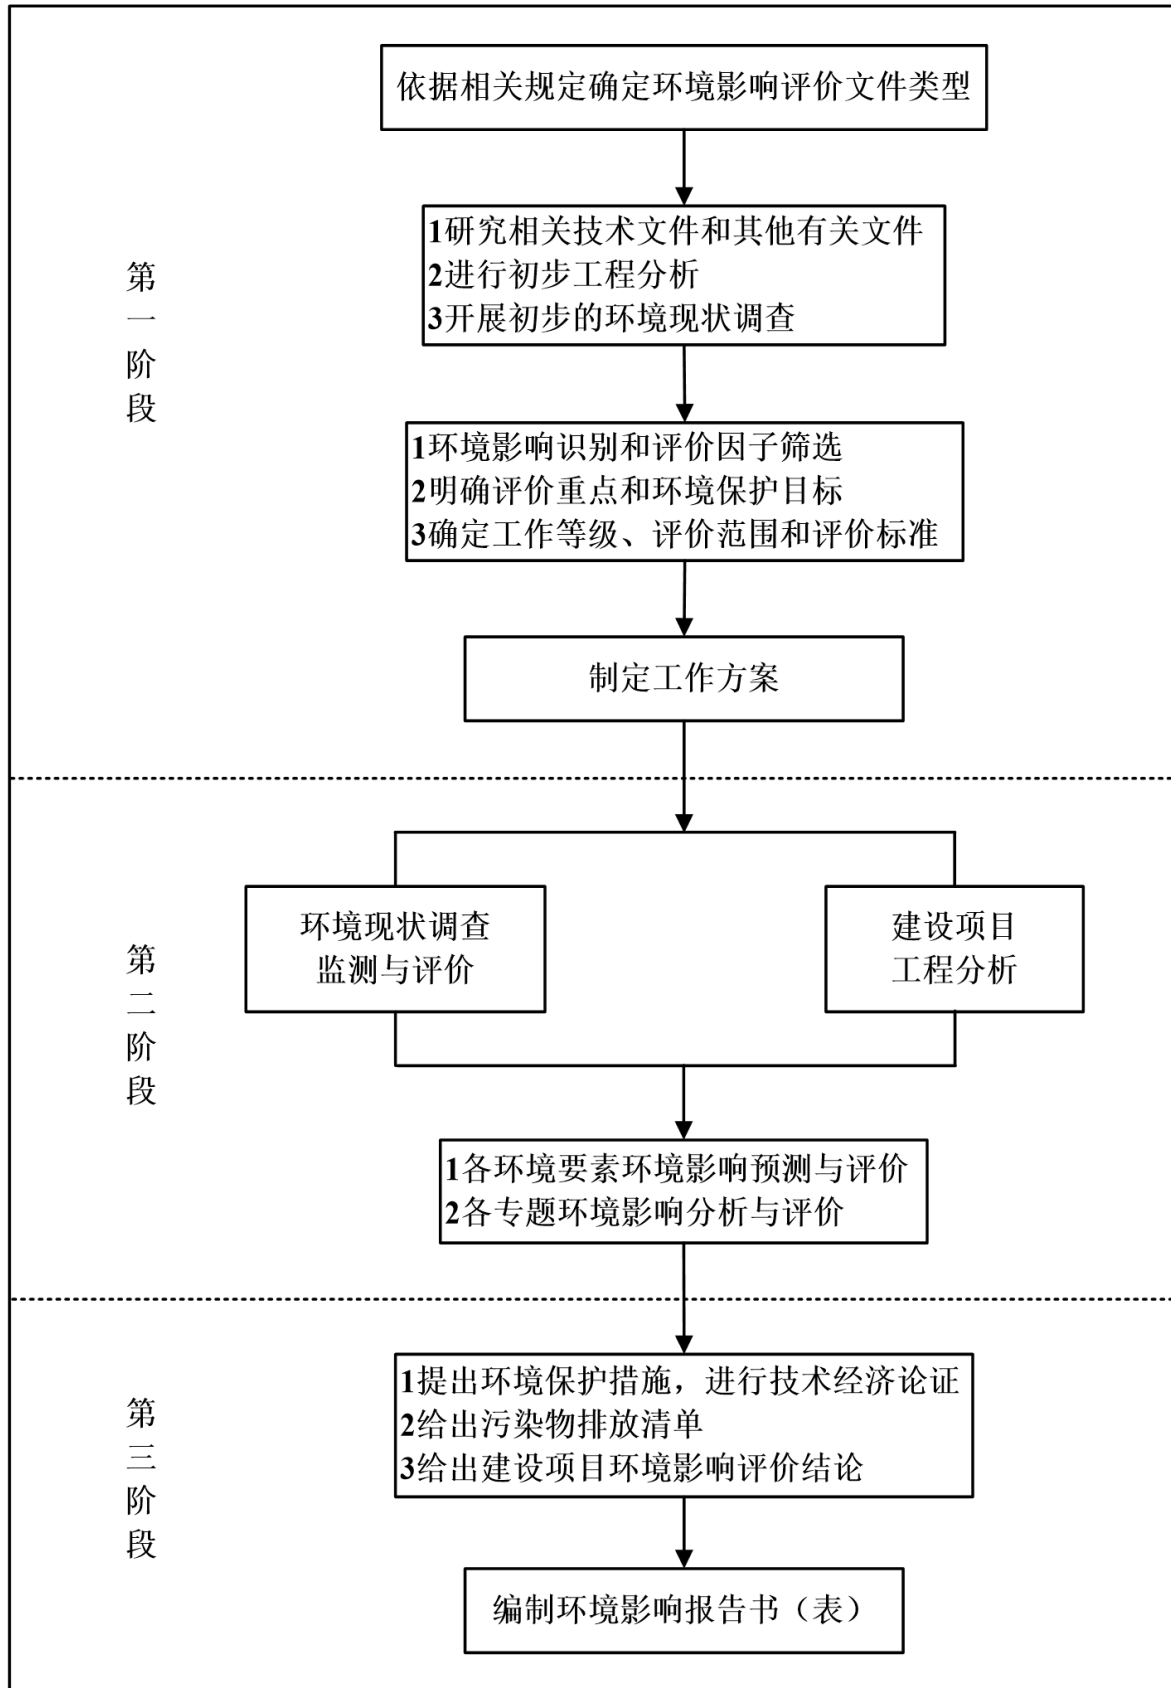 依据相关规定确定环境影响评价文件类型
第一阶段
1研究相关技术文件和其他有关文件
2进行初步工程分析
3开展初步的环境现状调查
1环境影响识别和评价因子筛选
2明确评价重点和环境保护目标
3确定工作等级、评价范围和评价标准
制定工作方案
第二阶段
环境现状调查
监测与评价
建设项目
工程分析
1各环境要素环境影响预测与评价
2各专题环境影响分析与评价
第三阶段
1提出环境保护措施，进行技术经济论证
2给出污染物排放清单
3给出建设项目环境影响评价结论
编制环境影响报告书（表）